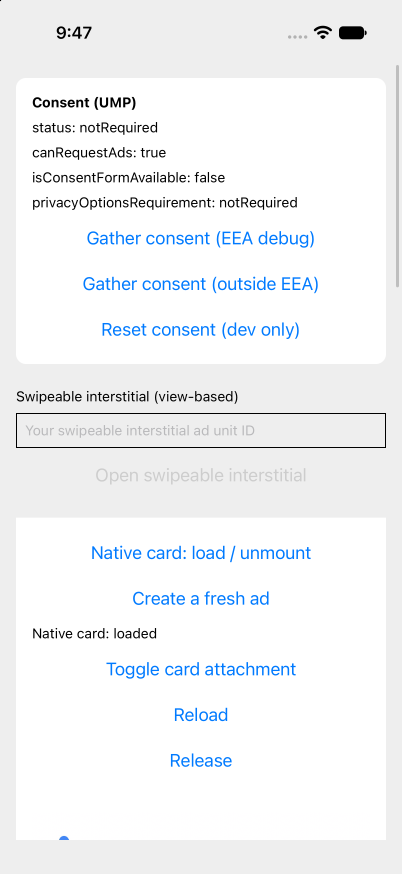 9:47
Consent (UMP)
status: notRequired
canRequestAds: true
isConsentFormAvailable: false
privacyOptionsRequirement: notRequired
Gather consent (EEA debug)
Gather consent (outside EEA)
Reset consent (dev only)
Swipeable interstitial (view-based)
Your swipeable interstitial ad unit ID
Open swipeable interstitial
Native card: load / unmount
Create a fresh ad
Native card: loaded
Toggle card attachment
Reload
Release